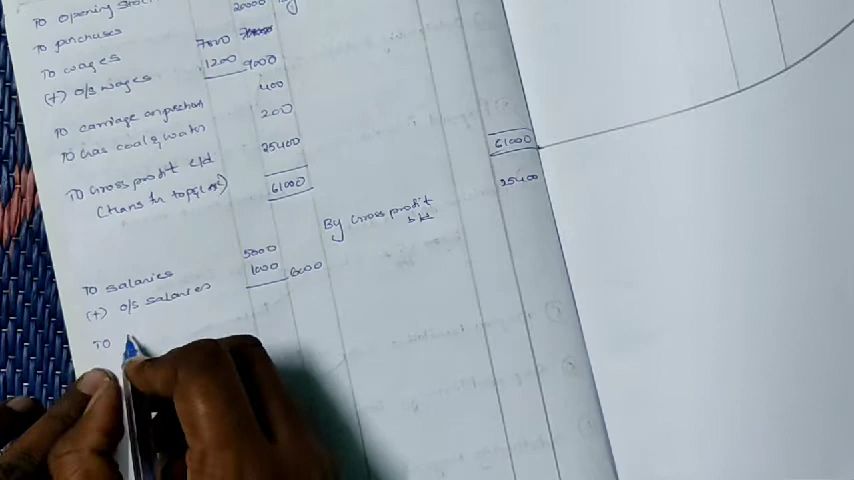 To opening stock 20000
To purchases
To wages 7800
(+) o/s wages 1200 9000
To carriage on purchases 400
To Gas coal & water 200
To Gross profit c/d 25400 61000
(trans to 61000
By Gross profit b/d 25400
To salaries 5000
(+) o/s salaries 1000 6000
To